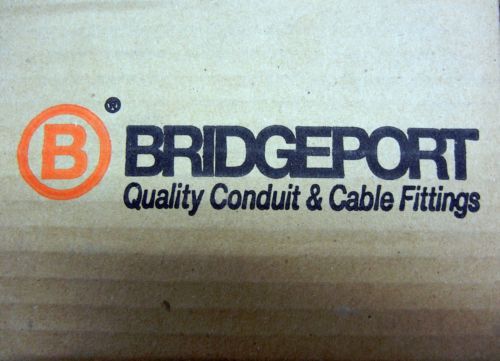 B ® BRIDGEPORT
Quality Conduit & Cable Fittings